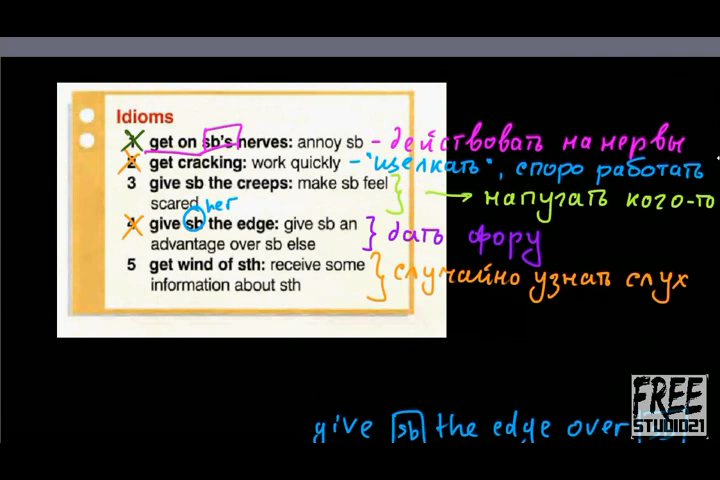 Idioms
1 get on sb's nerves: annoy sb - действовать на нервы
2 get cracking: work quickly - "щелкать", споро работать
3 give sb the creeps: make sb feel
scared } → напугать кого-то
her
4 give sb the edge: give sb an
advantage over sb else } дать фору
5 get wind of sth: receive some
information about sth } случайно узнать слух
give sb the edge over
FREE
STUDIO21